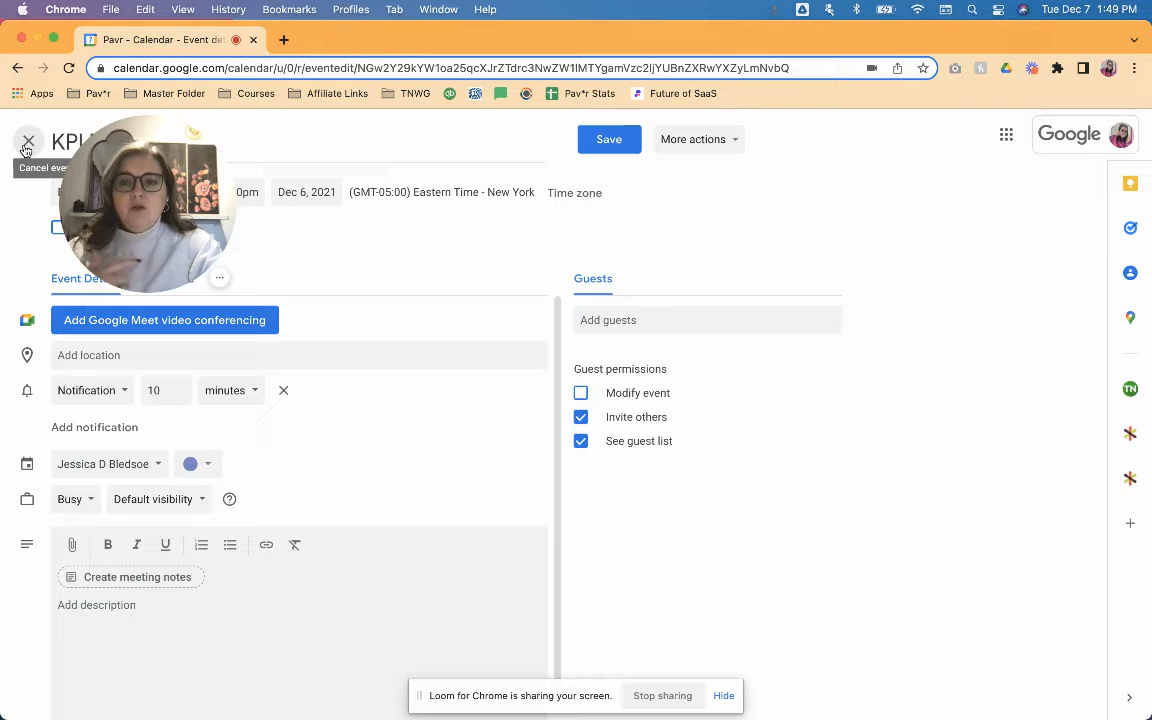 Chrome File Edit View History Bookmarks Profiles Tab Window Help Tue Dec 7 1:49 PM
Pavr - Calendar - Event de
calendar.google.com/calendar/u/0/r/eventedit/NGw2Y29kYW1oa25qcXJrZTdrc3NwZW1lMTYgamVzc2ljYUBnZXRwYXZyLmNvbQ
Apps Pav*r Master Folder Courses Affiliate Links TNWG Pav*r Stats Future of SaaS
Save More actions Google
Cancel
0pm Dec 6, 2021 (GMT-05:00) Eastern Time - New York Time zone
Event Guests
Add Google Meet video conferencing Add guests
Add location
Guest permissions
Notification 10 minutes Modify event
Invite others
Add notification
See guest list
TN
Jessica D Bledsoe
Busy Default visibility
B I U
Create meeting notes
Add description
Loom for Chrome is sharing your screen. Stop sharing Hide